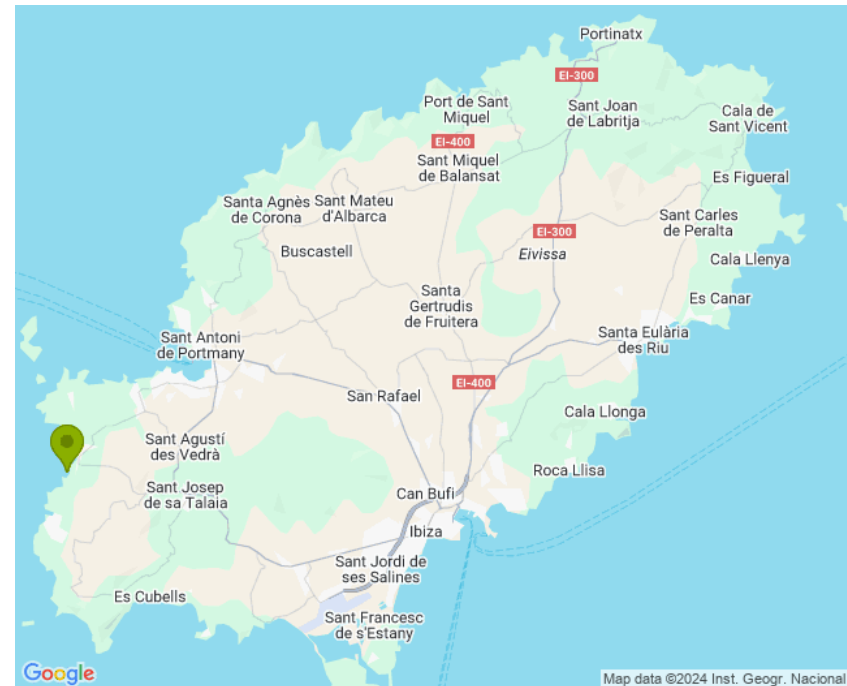 Portinatx
EI-300
Port de Sant
Miquel
Sant Joan
de Labritja
Cala de
Sant Vicent
EI-400
Sant Miquel
de Balansat
Es Figueral
Santa Agnès
de Corona
Sant Mateu
d'Albarca
Sant Carles
de Peralta
EI-300
Buscastell
Eivissa
Cala Llenya
Santa
Gertrudis
de Fruitera
Es Canar
Sant Antoni
de Portmany
Santa Eulària
des Riu
EI-400
San Rafael
Cala Llonga
Sant Agustí
des Vedrà
Roca Llisa
Sant Josep
de sa Talaia
Can Bufi
Ibiza
Sant Jordi de
ses Salines
Es Cubells
Sant Francesc
de s'Estany
Google
Map data ©2024 Inst. Geogr. Nacional